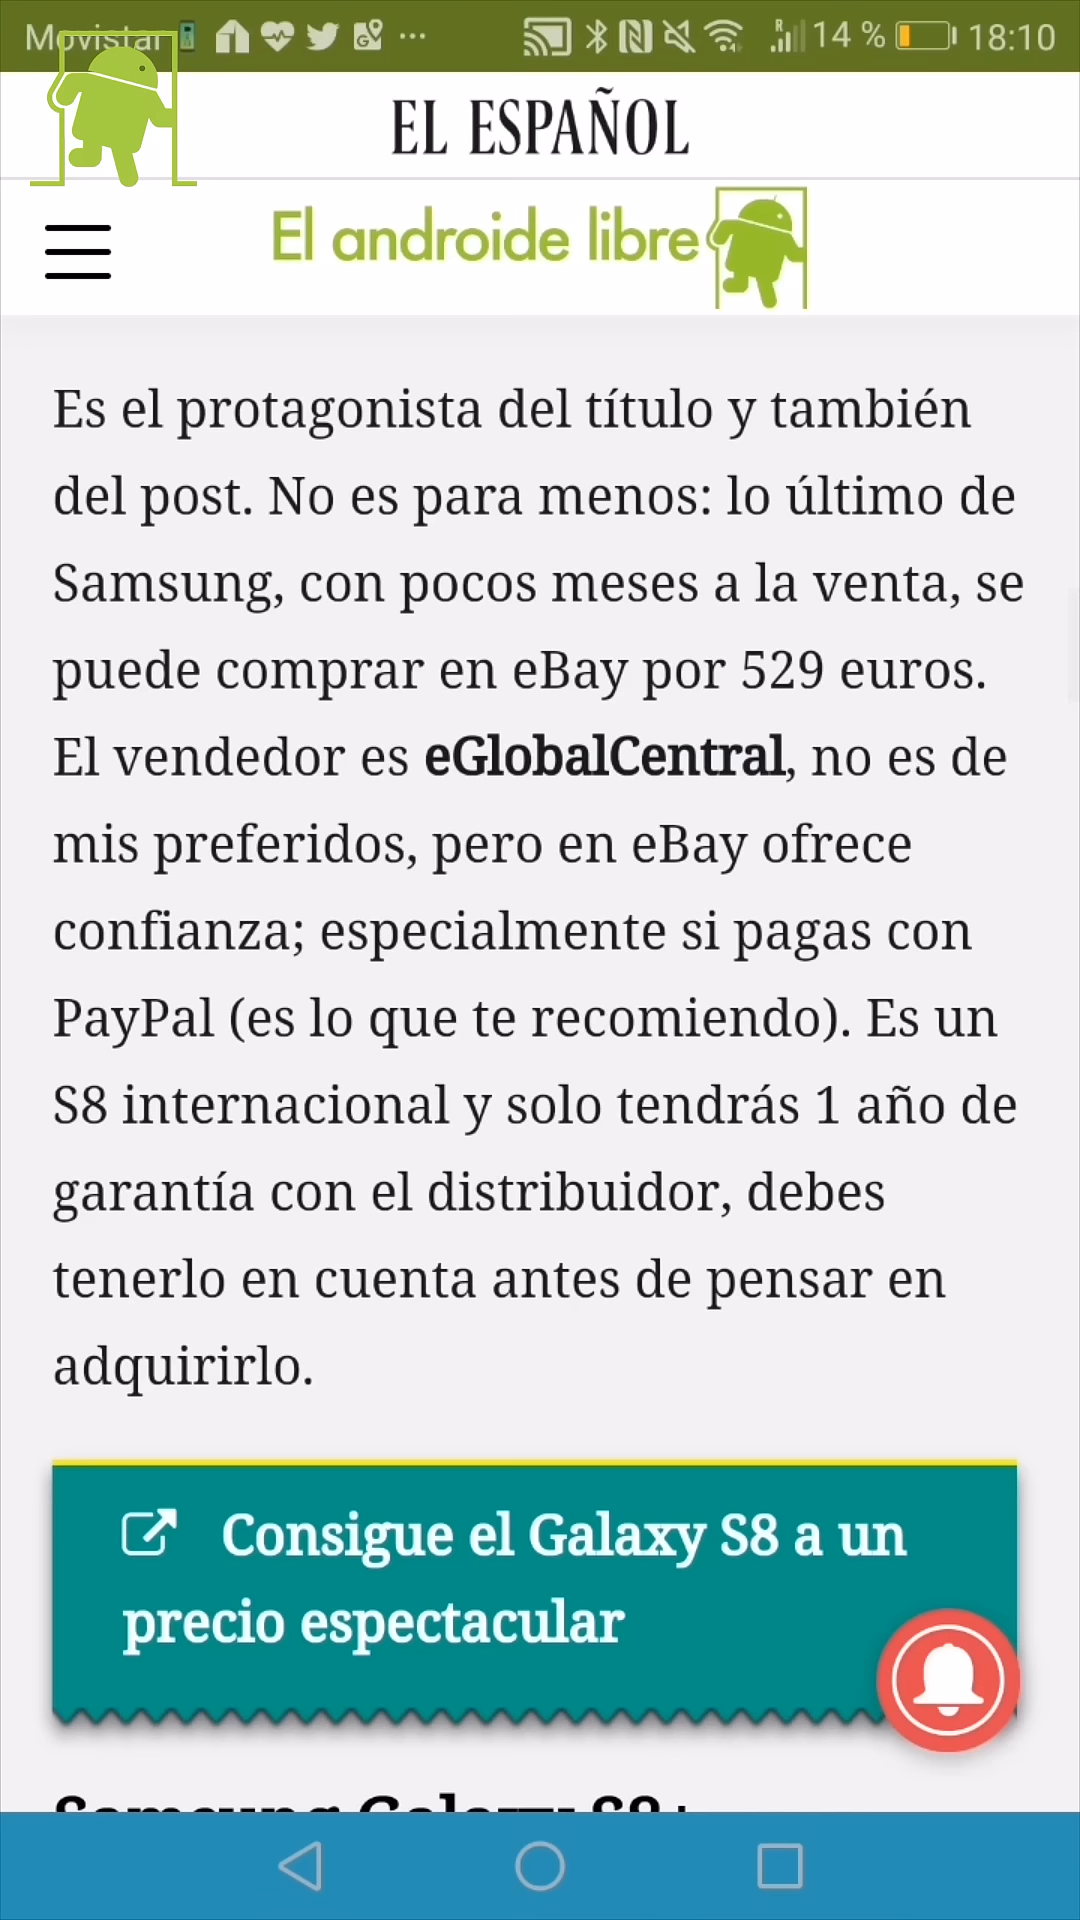 Movistar
14 %
18:10
EL ESPAÑOL
El androide libre
Es el protagonista del título y también
del post. No es para menos: lo último de
Samsung, con pocos meses a la venta, se
puede comprar en eBay por 529 euros.
El vendedor es eGlobalCentral, no es de
mis preferidos, pero en eBay ofrece
confianza; especialmente si pagas con
PayPal (es lo que te recomiendo). Es un
S8 internacional y solo tendrás 1 año de
garantía con el distribuidor, debes
tenerlo en cuenta antes de pensar en
adquirirlo.
Consigue el Galaxy S8 a un
precio espectacular
Samsung Galaxy S8+